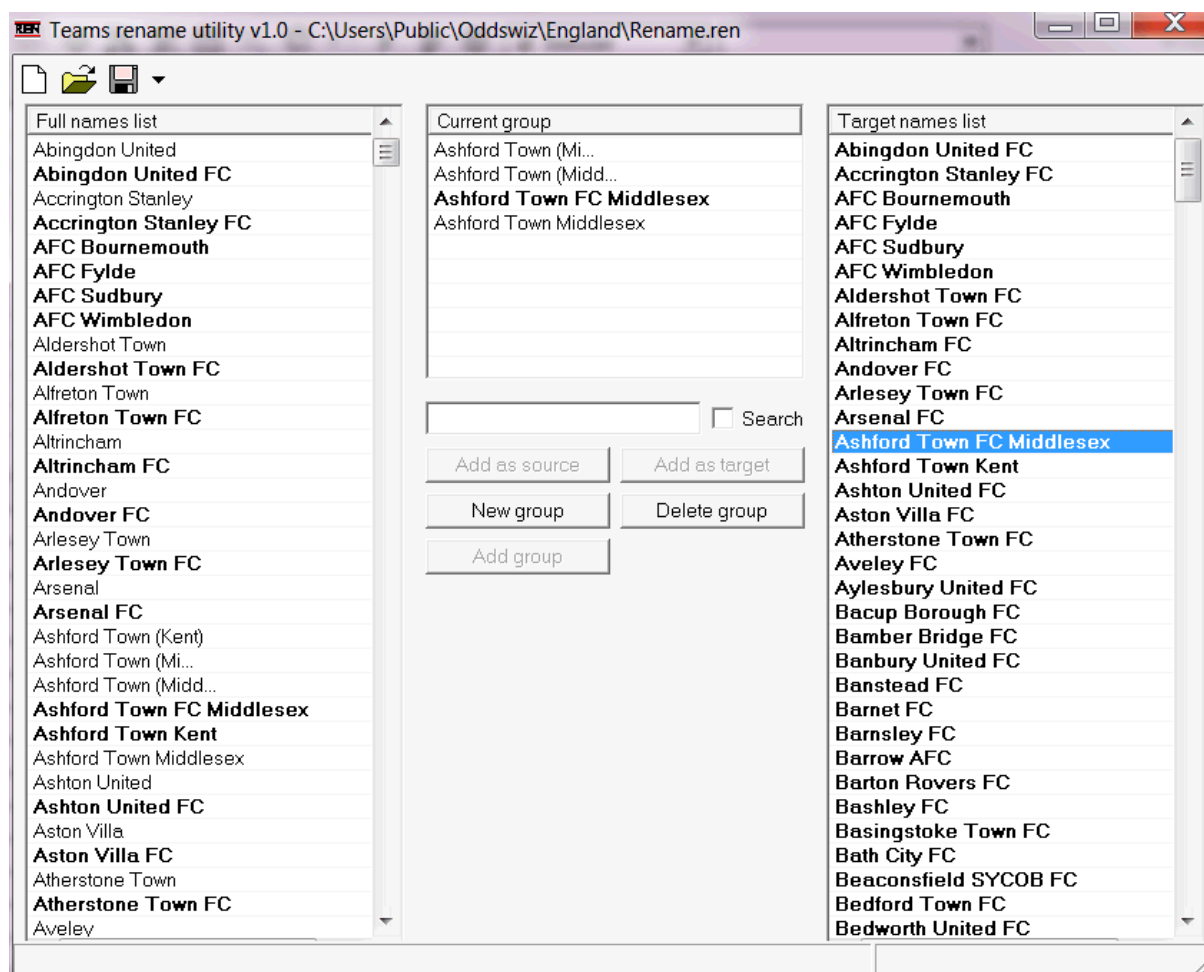 REN Teams rename utility v1.0 - C:\Users\Public\Oddswiz\England\Rename.ren
Full names list
Abingdon United
Abingdon United FC
Accrington Stanley
Accrington Stanley FC
AFC Bournemouth
AFC Fylde
AFC Sudbury
AFC Wimbledon
Aldershot Town
Aldershot Town FC
Alfreton Town
Alfreton Town FC
Altrincham
Altrincham FC
Andover
Andover FC
Arlesey Town
Arlesey Town FC
Arsenal
Arsenal FC
Ashford Town (Kent)
Ashford Town (Mi...
Ashford Town (Midd...
Ashford Town FC Middlesex
Ashford Town Kent
Ashford Town Middlesex
Ashton United
Ashton United FC
Aston Villa
Aston Villa FC
Atherstone Town
Atherstone Town FC
Aveley
Current group
Ashford Town (Mi...
Ashford Town (Midd...
Ashford Town FC Middlesex
Ashford Town Middlesex
Search
Add as source Add as target
New group Delete group
Add group
Target names list
Abingdon United FC
Accrington Stanley FC
AFC Bournemouth
AFC Fylde
AFC Sudbury
AFC Wimbledon
Aldershot Town FC
Alfreton Town FC
Altrincham FC
Andover FC
Arlesey Town FC
Arsenal FC
Ashford Town FC Middlesex
Ashford Town Kent
Ashton United FC
Aston Villa FC
Atherstone Town FC
Aveley FC
Aylesbury United FC
Bacup Borough FC
Bamber Bridge FC
Banbury United FC
Banstead FC
Barnet FC
Barnsley FC
Barrow AFC
Barton Rovers FC
Bashley FC
Basingstoke Town FC
Bath City FC
Beaconsfield SYCOB FC
Bedford Town FC
Bedworth United FC